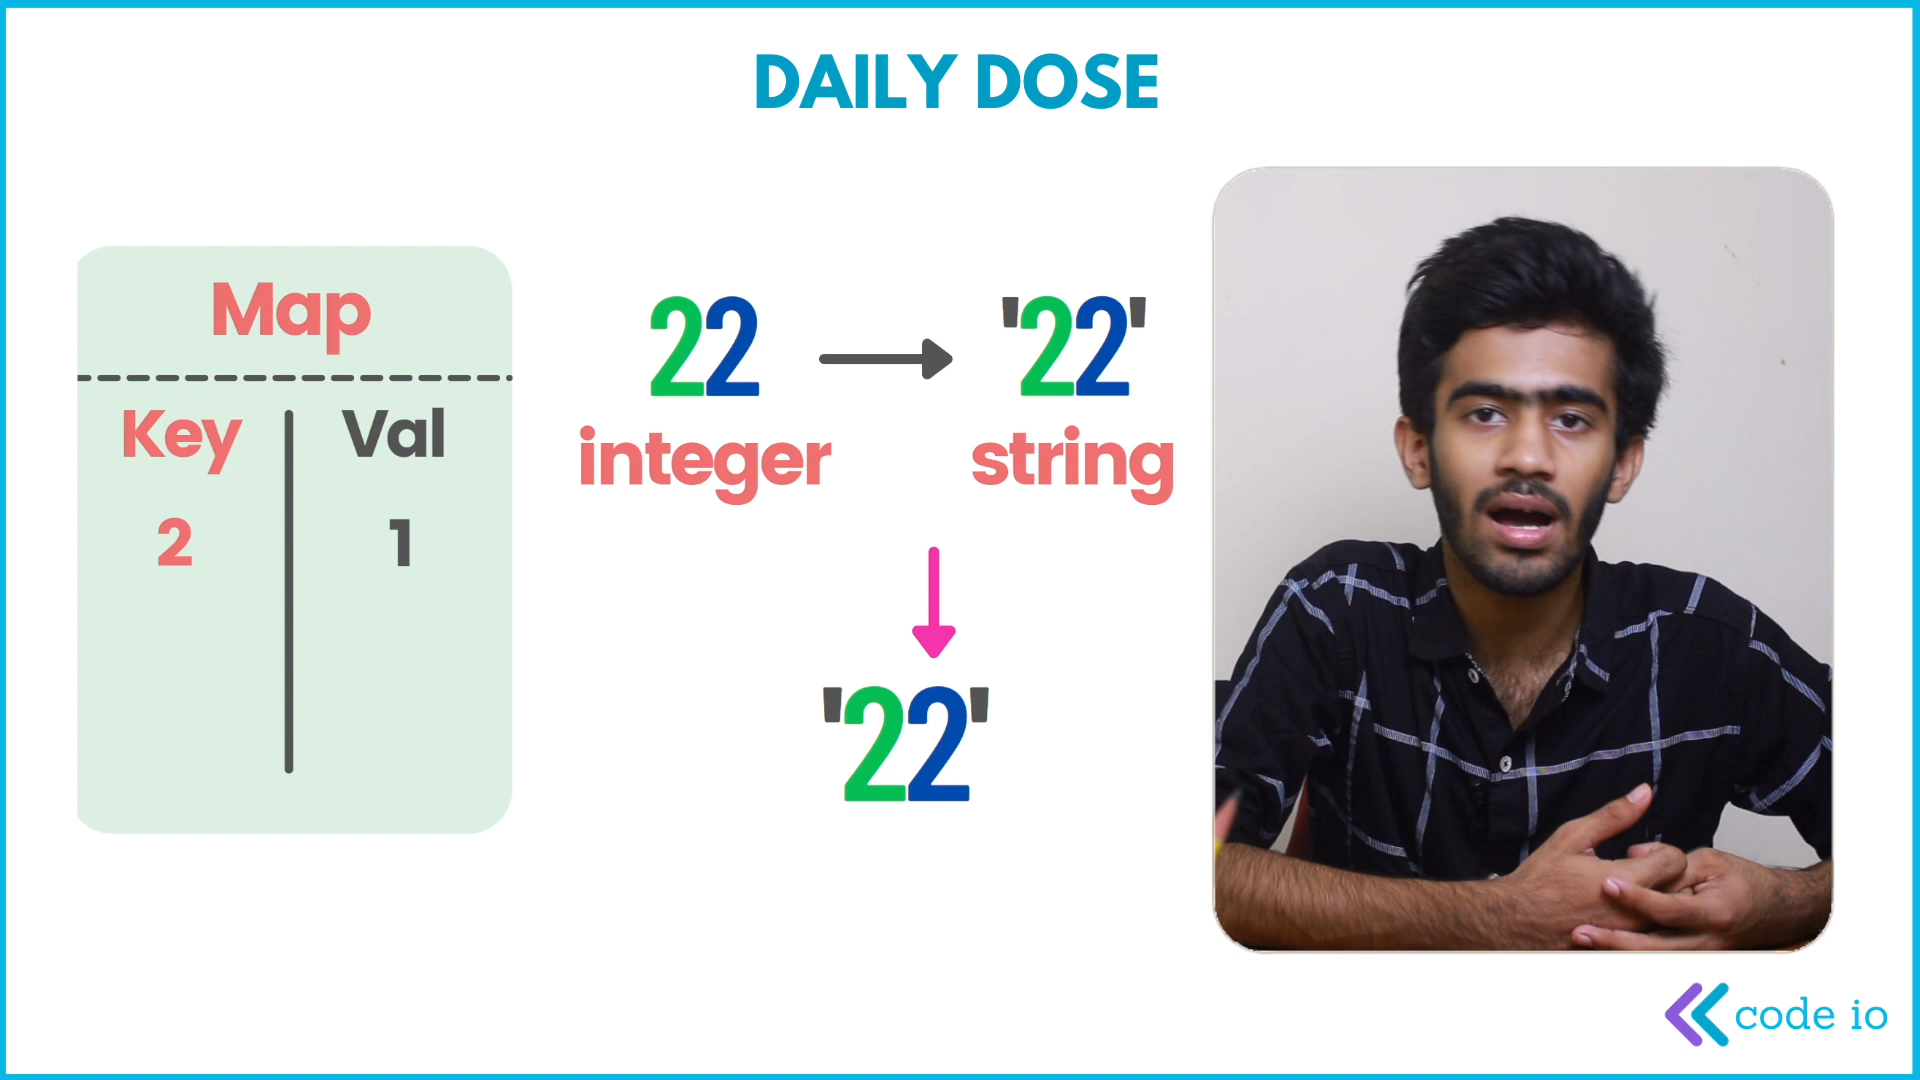 DAILY DOSE
Map
Key Val
2 1
22 '22'
integer string
'22'
code io